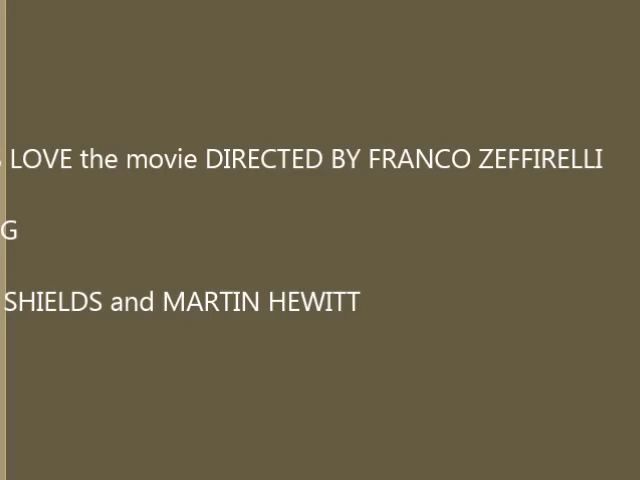 LOVE the movie DIRECTED BY FRANCO ZEFFIRELLI
G
SHIELDS and MARTIN HEWITT